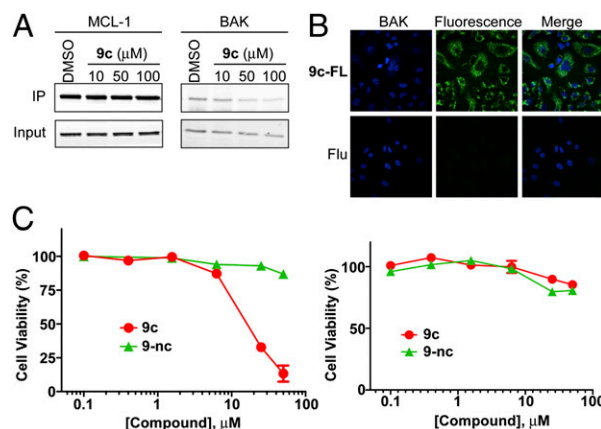 A
MCL-1
BAK
DMSO
9c (μM)
10 50 100
DMSO
9c (μM)
10 50 100
IP
Input
B
BAK
Fluorescence
Merge
9c-FL
Flu
C
Cell Viability (%)
100
75
50
25
0
9c
9-nc
0.1
1
10
100
[Compound], μM
Cell Viability (%)
100
50
0
9c
9-nc
0.1
1
10
100
[Compound], μM